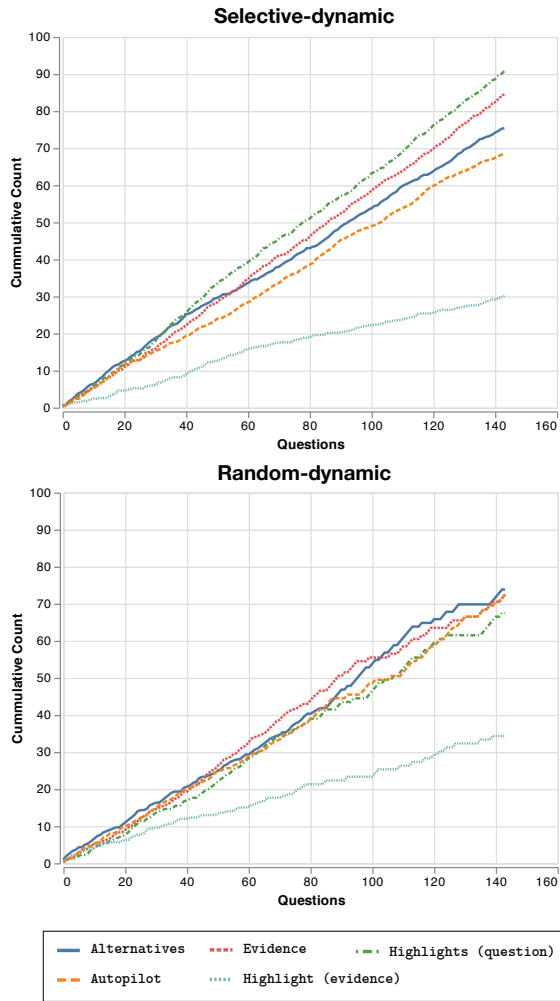 Selective-dynamic
100
90
80
70
60
50
40
30
20
10
0
Cummulative Count
0 20 40 60 80 100 120 140 160
Questions
Random-dynamic
100
90
80
70
60
50
40
30
20
10
0
Cummulative Count
0 20 40 60 80 100 120 140 160
Questions
Alternatives Evidence Highlights (question)
Autopilot Highlight (evidence)